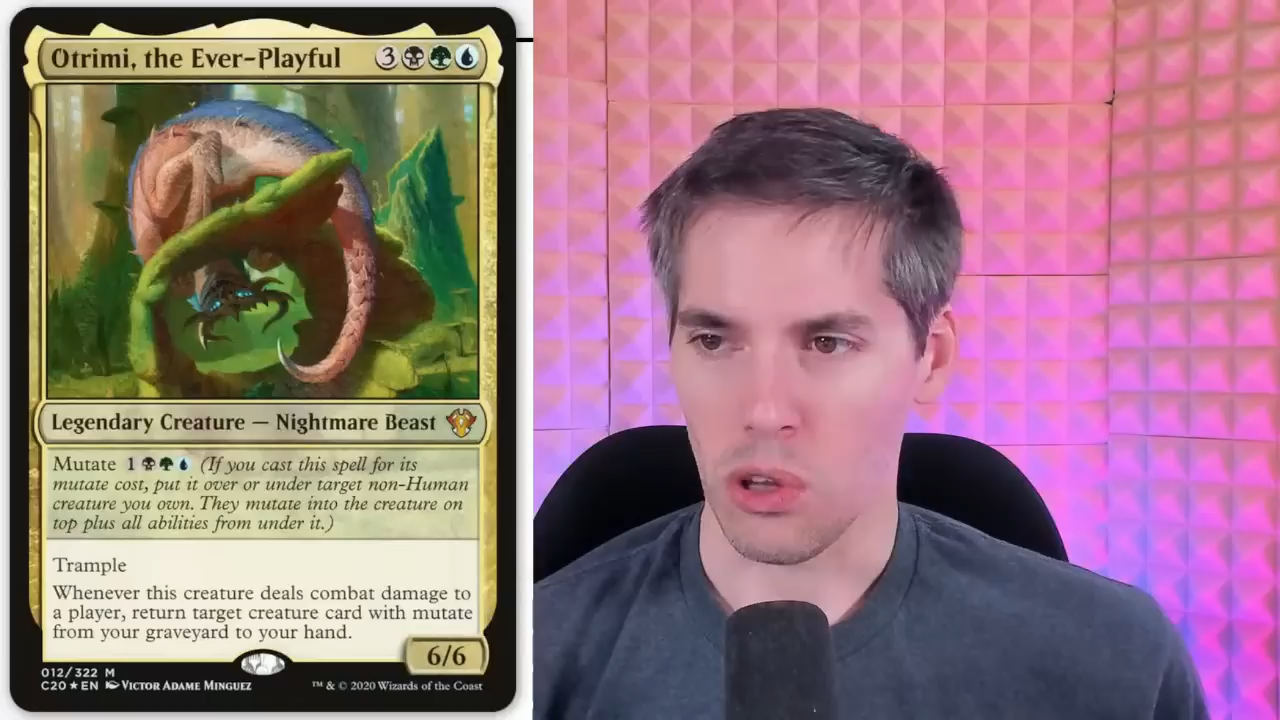 Otrimi, the Ever-Playful 3
Legendary Creature — Nightmare Beast
Mutate 1 (If you cast this spell for its
mutate cost, put it over or under target non-Human
creature you own. They mutate into the creature on
top plus all abilities from under it.)
Trample
Whenever this creature deals combat damage to
a player, return target creature card with mutate
from your graveyard to your hand.
6/6
012/322 M
C20 ★ EN Victor Adame Minguez
™ & © 2020 Wizards of the Coast